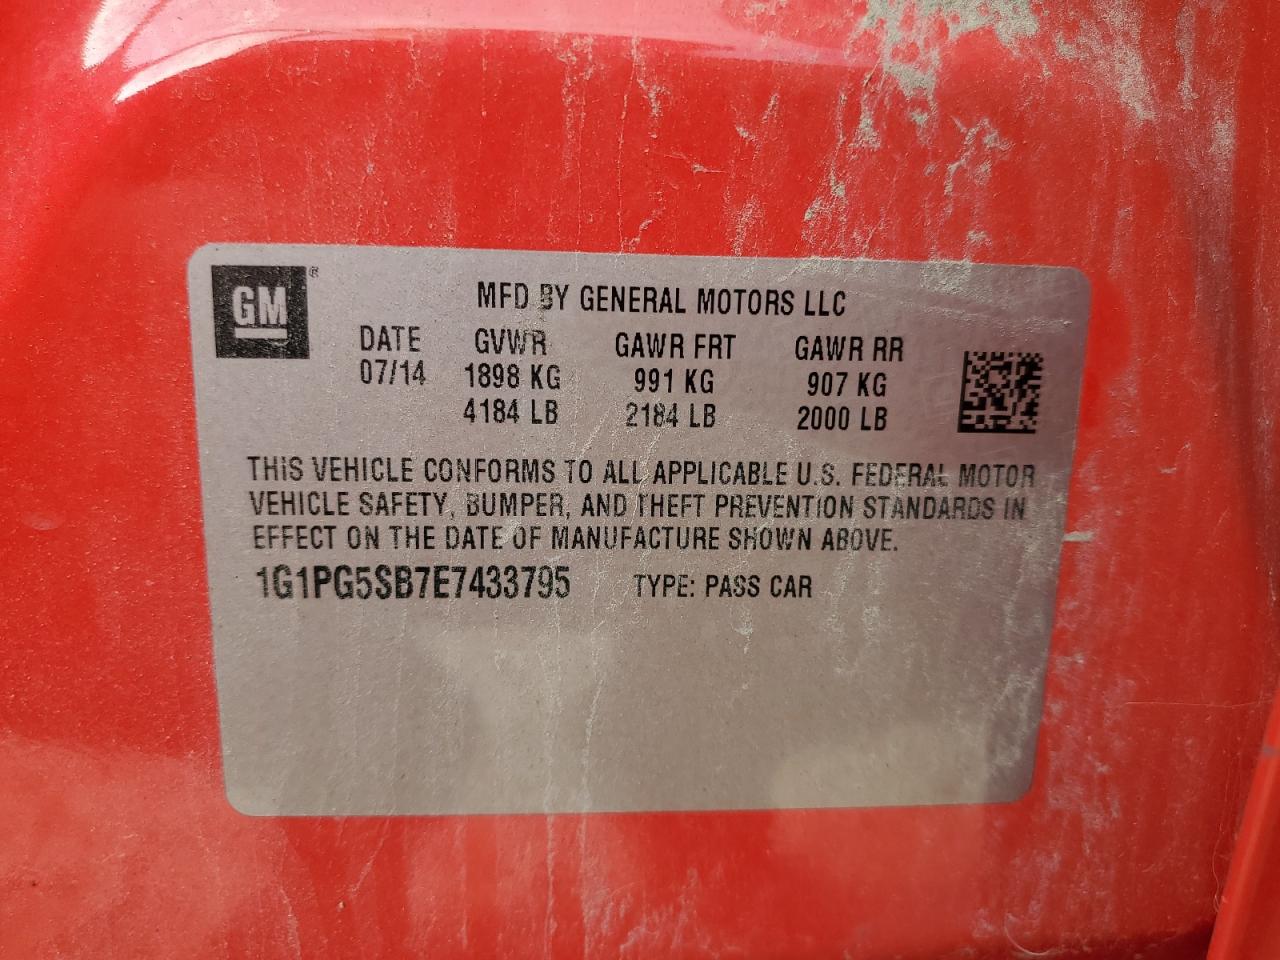 GM®
MFD BY GENERAL MOTORS LLC
DATE GVWR GAWR FRT GAWR RR
07/14 1898 KG 991 KG 907 KG
4184 LB 2184 LB 2000 LB
THIS VEHICLE CONFORMS TO ALL APPLICABLE U.S. FEDERAL MOTOR
VEHICLE SAFETY, BUMPER, AND THEFT PREVENTION STANDARDS IN
EFFECT ON THE DATE OF MANUFACTURE SHOWN ABOVE.
1G1PG5SB7E7433795 TYPE: PASS CAR